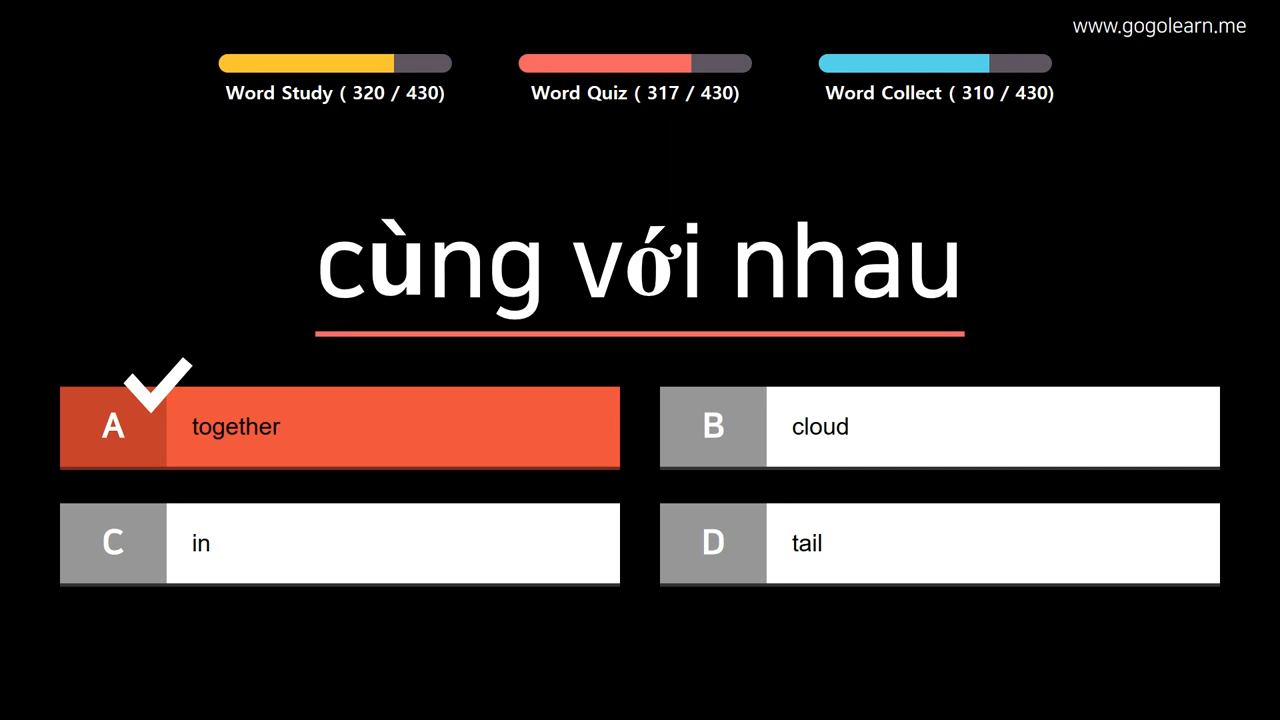 www.gogolearn.me
Word Study ( 320 / 430)
Word Quiz ( 317 / 430)
Word Collect ( 310 / 430)
cùng với nhau
A together
B cloud
C in
D tail